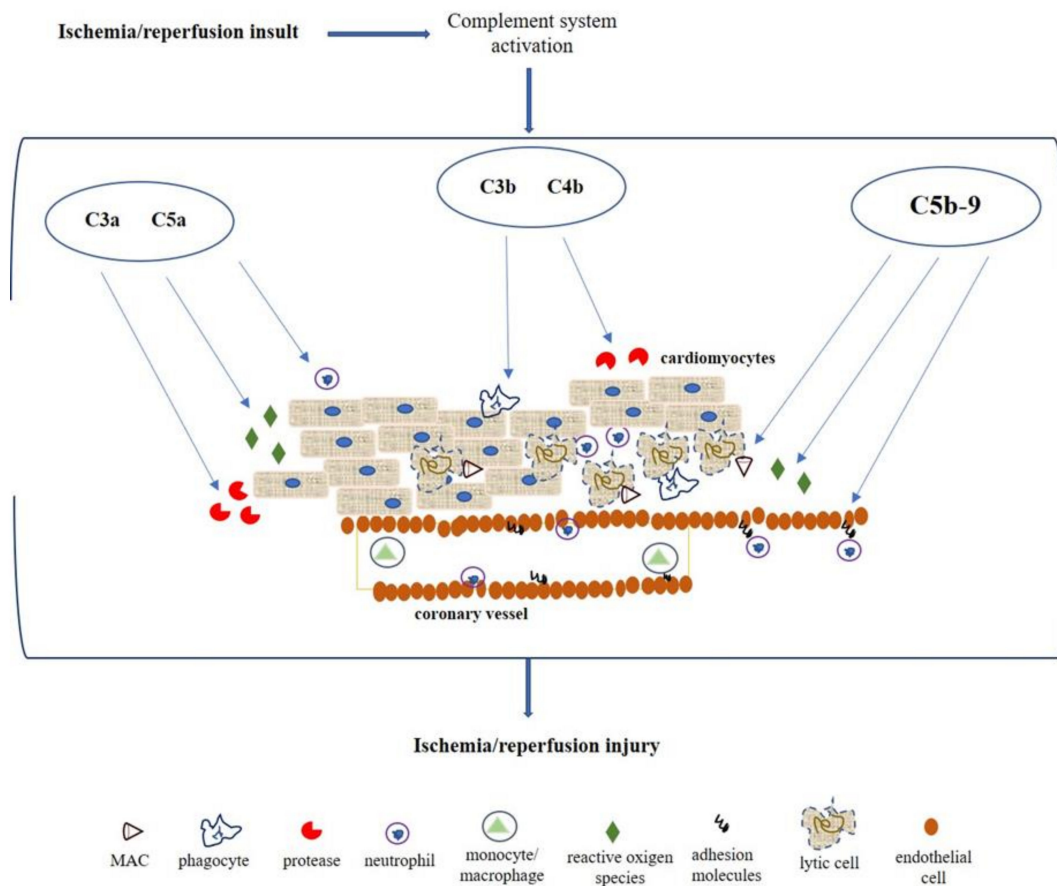 Ischemia/reperfusion insult
Complement system
activation
C3a C5a
C3b C4b
C5b-9
cardiomyocytes
coronary vessel
Ischemia/reperfusion injury
MAC
phagocyte
protease
neutrophil
monocyte/
macrophage
reactive oxigen
species
adhesion
molecules
lytic cell
endothelial
cell